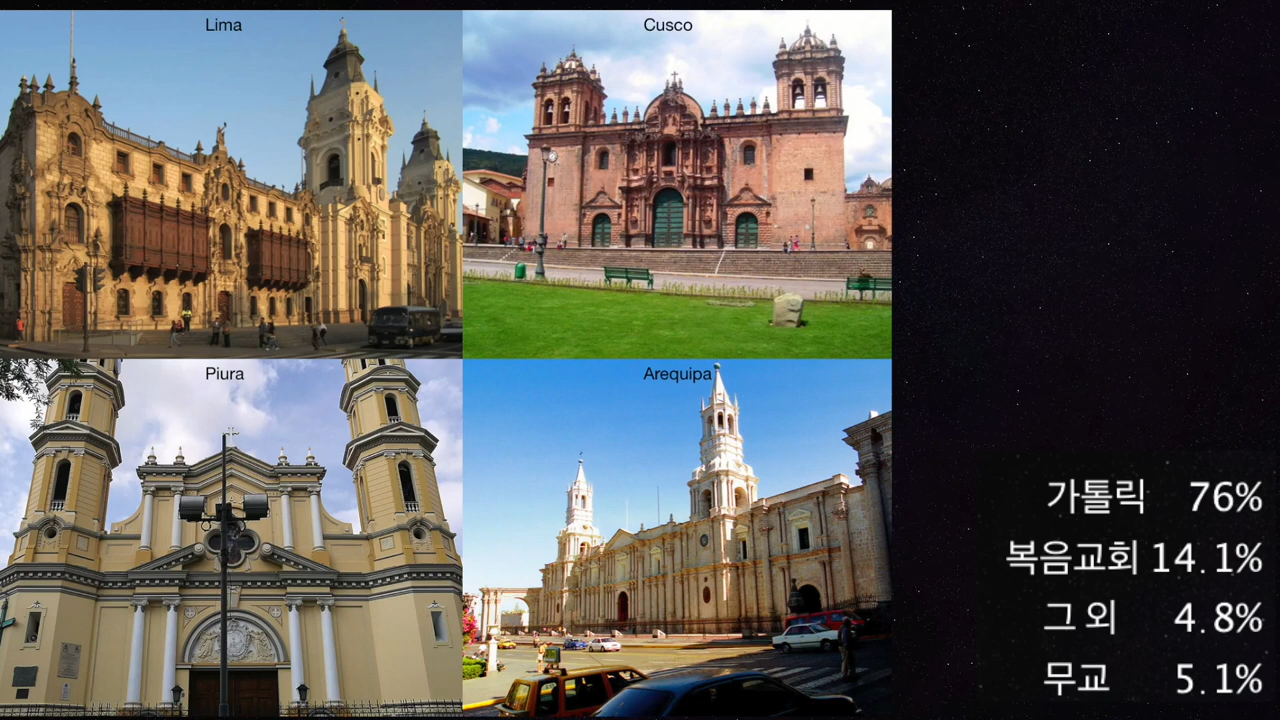 Lima
Cusco
Piura
Arequipa
가톨릭 76%
복음교회 14.1%
그 외 4.8%
무교 5.1%